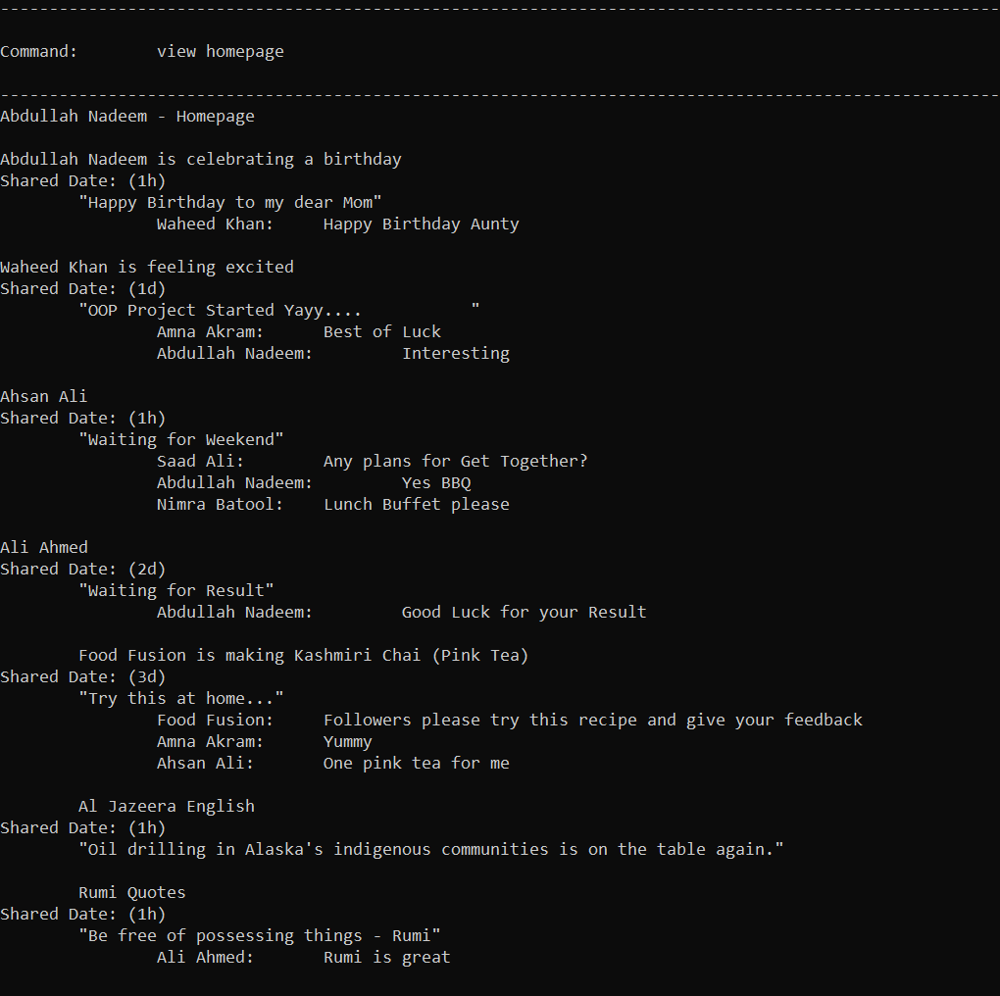 --------------------------------------------------------------------------------
Command:        view homepage
--------------------------------------------------------------------------------
Abdullah Nadeem - Homepage
Abdullah Nadeem is celebrating a birthday
Shared Date: (1h)
"Happy Birthday to my dear Mom"
Waheed Khan:     Happy Birthday Aunty
Waheed Khan is feeling excited
Shared Date: (1d)
"OOP Project Started Yayy....           "
Amna Akram:      Best of Luck
Abdullah Nadeem:         Interesting
Ahsan Ali
Shared Date: (1h)
"Waiting for Weekend"
Saad Ali:        Any plans for Get Together?
Abdullah Nadeem:         Yes BBQ
Nimra Batool:    Lunch Buffet please
Ali Ahmed
Shared Date: (2d)
"Waiting for Result"
Abdullah Nadeem:         Good Luck for your Result
Food Fusion is making Kashmiri Chai (Pink Tea)
Shared Date: (3d)
"Try this at home..."
Food Fusion:     Followers please try this recipe and give your feedback
Amna Akram:      Yummy
Ahsan Ali:       One pink tea for me
Al Jazeera English
Shared Date: (1h)
"Oil drilling in Alaska's indigenous communities is on the table again."
Rumi Quotes
Shared Date: (1h)
"Be free of possessing things - Rumi"
Ali Ahmed:       Rumi is great